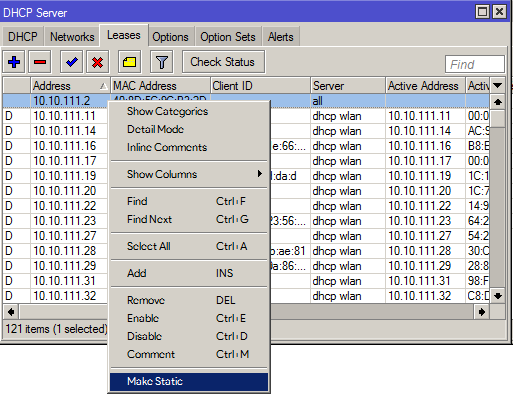 DHCP Server
DHCP Networks Leases Options Option Sets Alerts
Check Status Find
Address MAC Address Client ID Server Active Address Activ
10.10.111.2 all
D 10.10.111.11 dhcp wlan 10.10.111.11 00:0
D 10.10.111.14 dhcp wlan 10.10.111.14 AC:9
D 10.10.111.16 e:66:... dhcp wlan 10.10.111.16 B8:E
D 10.10.111.17 dhcp wlan 10.10.111.17 00:0
D 10.10.111.19 :da:d dhcp wlan 10.10.111.19 1C:1
D 10.10.111.20 dhcp wlan 10.10.111.20 1C:7
D 10.10.111.22 dhcp wlan 10.10.111.22 14:9
D 10.10.111.23 23:56:... dhcp wlan 10.10.111.23 64:2
D 10.10.111.27 dhcp wlan 10.10.111.27 54:2
D 10.10.111.28 :ae:81 dhcp wlan 10.10.111.28 30:C
D 10.10.111.29 a:86:... dhcp wlan 10.10.111.29 28:8
D 10.10.111.31 dhcp wlan 10.10.111.31 98:F
D 10.10.111.32 dhcp wlan 10.10.111.32 C8:D
121 items (1 selected)
Show Categories
Detail Mode
Inline Comments
Show Columns
Find Ctrl+F
Find Next Ctrl+G
Select All Ctrl+A
Add INS
Remove DEL
Enable Ctrl+E
Disable Ctrl+D
Comment Ctrl+M
Make Static